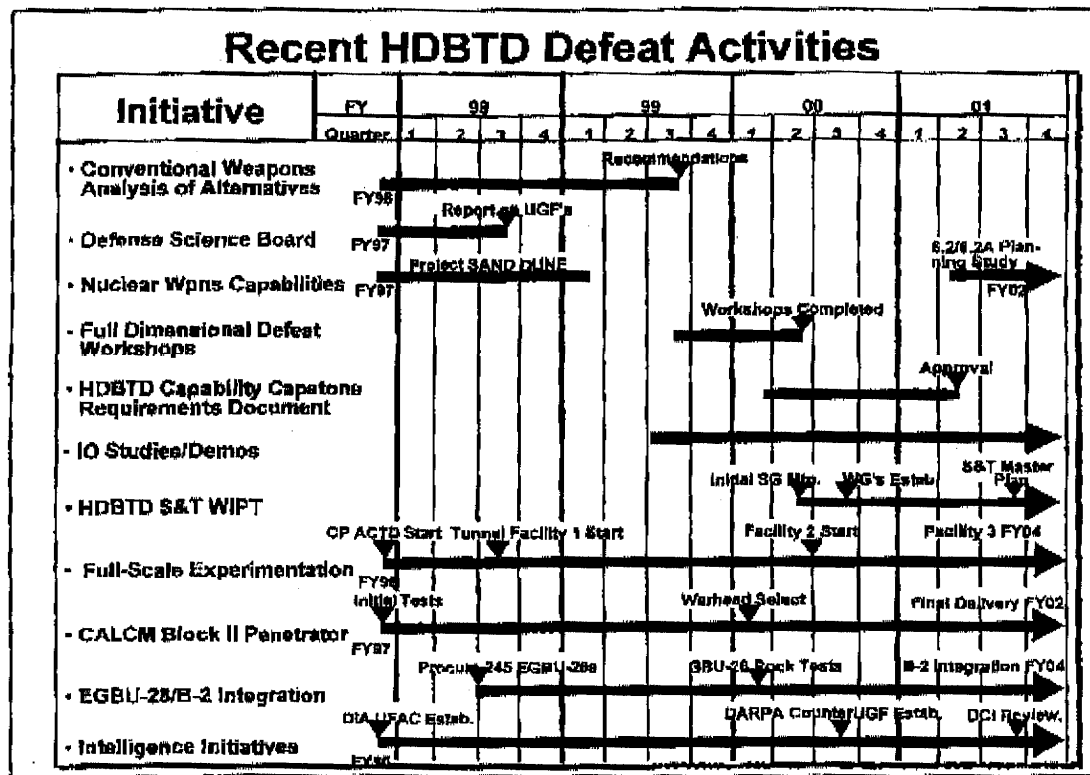 Recent HDBTD Defeat Activities
Initiative
FY 98 99 00 01
Quarter 1 2 3 4 1 2 3 4 1 2 3 4 1 2 3 4
· Conventional Weapons
Analysis of Alternatives
FY96
Recommendations
· Defense Science Board
FY97
Report on UGF's
· Nuclear Wpns Capabilities
FY97
Project SAND DUNE
6.2/6.2A Plan-
ning Study
FY02
- Full Dimensional Defeat
Workshops
Workshops Completed
· HDBTD Capability Capstone
Requirements Document
Approval
· IO Studies/Demos
· HDBTD S&T WIPT
Initial SG Mtg.
WG's Estab.
S&T Master
Plan
- Full-Scale Experimentation
CP ACTD Start
Tunnel Facility 1 Start
Facility 2 Start
Facility 3 FY04
· CALCM Block II Penetrator
FY97
Initial Tests
Warhead Select
Final Delivery FY02
· EGBU-28/B-2 Integration
Procure 245 EGBU-28s
GBU-28 Rock Tests
B-2 Integration FY04
· Intelligence Initiatives
DIA UFAC Estab.
DARPA CounterUGF Estab.
DCI Review.